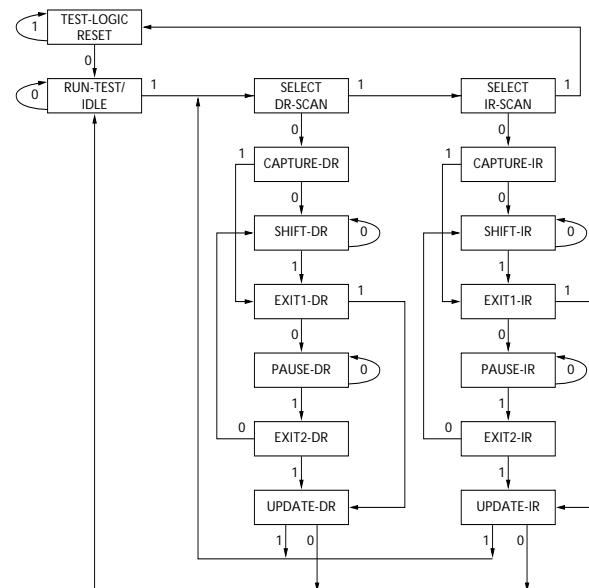 TEST-LOGIC
RESET
1
0
RUN-TEST/
IDLE
0
1
SELECT
DR-SCAN
1
SELECT
IR-SCAN
1
0
0
1
CAPTURE-DR
1
CAPTURE-IR
0
0
SHIFT-DR
0
SHIFT-IR
0
1
1
EXIT1-DR
1
EXIT1-IR
1
0
0
PAUSE-DR
0
PAUSE-IR
0
1
1
0
EXIT2-DR
0
EXIT2-IR
1
1
UPDATE-DR
UPDATE-IR
1
0
1
0